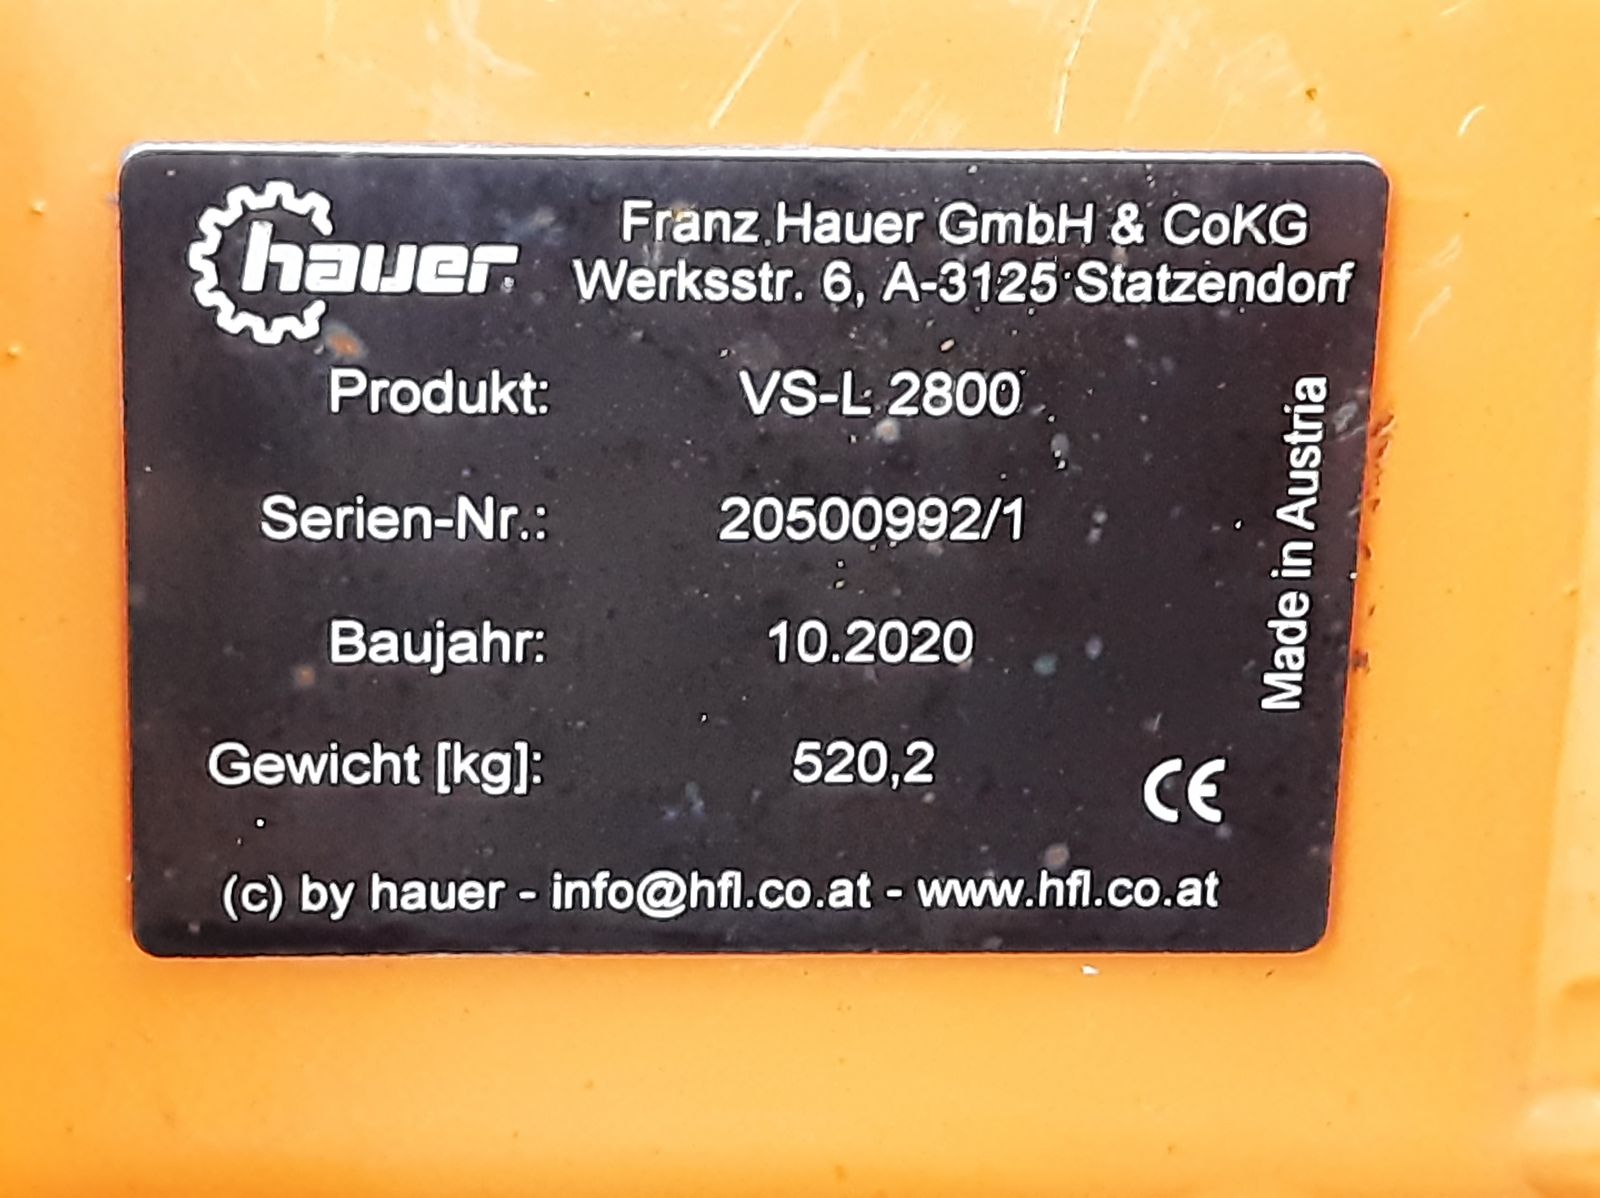 hauer
Franz Hauer GmbH & CoKG
Werksstr. 6, A-3125 Statzendorf
Produkt: VS-L 2800
Serien-Nr.: 20500992/1
Baujahr: 10.2020
Gewicht [kg]: 520,2
Made in Austria
CE
(c) by hauer - info@hfl.co.at - www.hfl.co.at